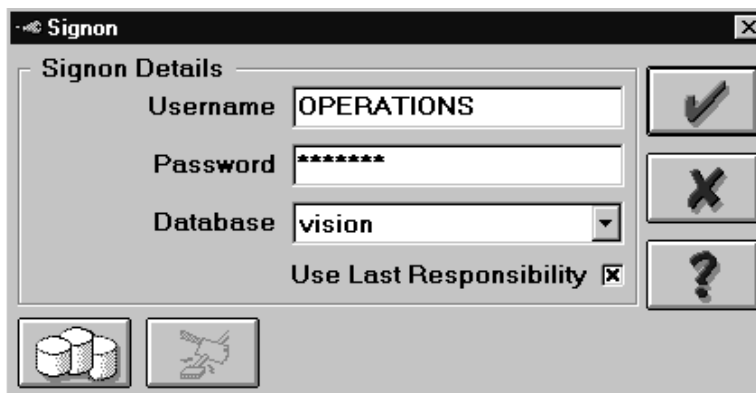 Signon
Signon Details
Username OPERATIONS
Password *******
Database vision
Use Last Responsibility